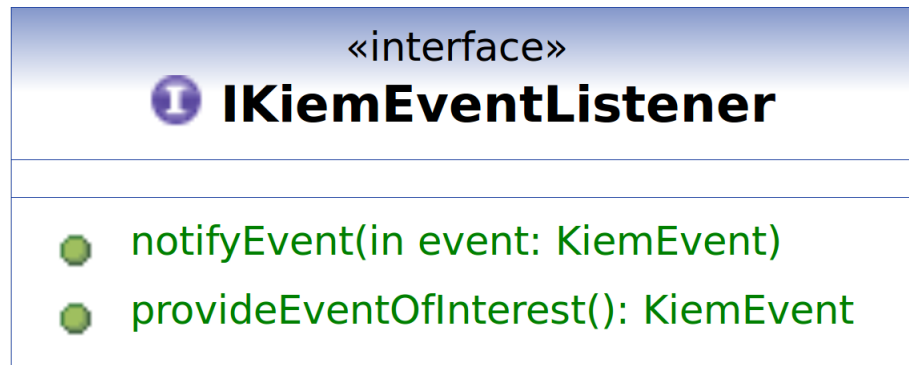 «interface»
I IKiemEventListener
notifyEvent(in event: KiemEvent)
provideEventOfInterest(): KiemEvent